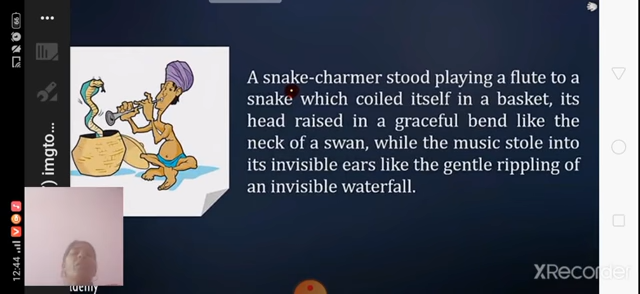 A snake-charmer stood playing a flute to a
snake which coiled itself in a basket, its
head raised in a graceful bend like the
neck of a swan, while the music stole into
its invisible ears like the gentle rippling of
an invisible waterfall.
) imgto...
12:44
66
XRecorder